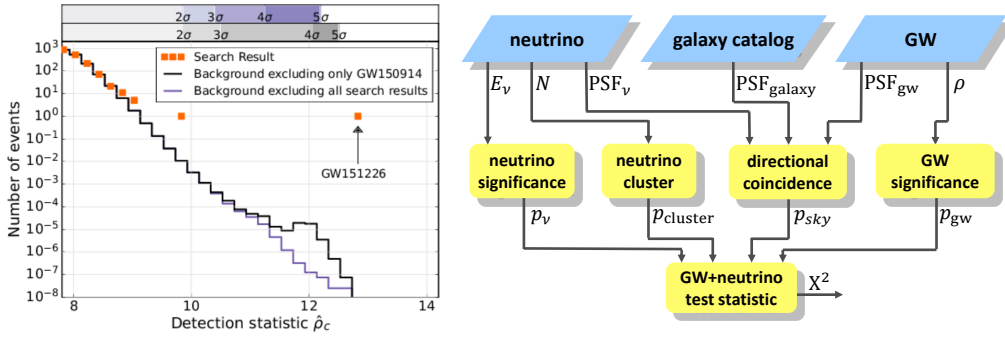 2σ 3σ 4σ 5σ
2σ 3σ 4σ 5σ
Search Result
Background excluding only GW150914
Background excluding all search results
GW151226
Number of events
10³
10²
10¹
10⁰
10⁻¹
10⁻²
10⁻³
10⁻⁴
10⁻⁵
10⁻⁶
10⁻⁷
10⁻⁸
8 10 12 14
Detection statistic ρ̂c
neutrino
galaxy catalog
GW
Eν N PSFν PSFgalaxy PSFgw ρ
neutrino
significance
neutrino
cluster
directional
coincidence
GW
significance
pν pcluster psky pgw
GW+neutrino
test statistic
X²